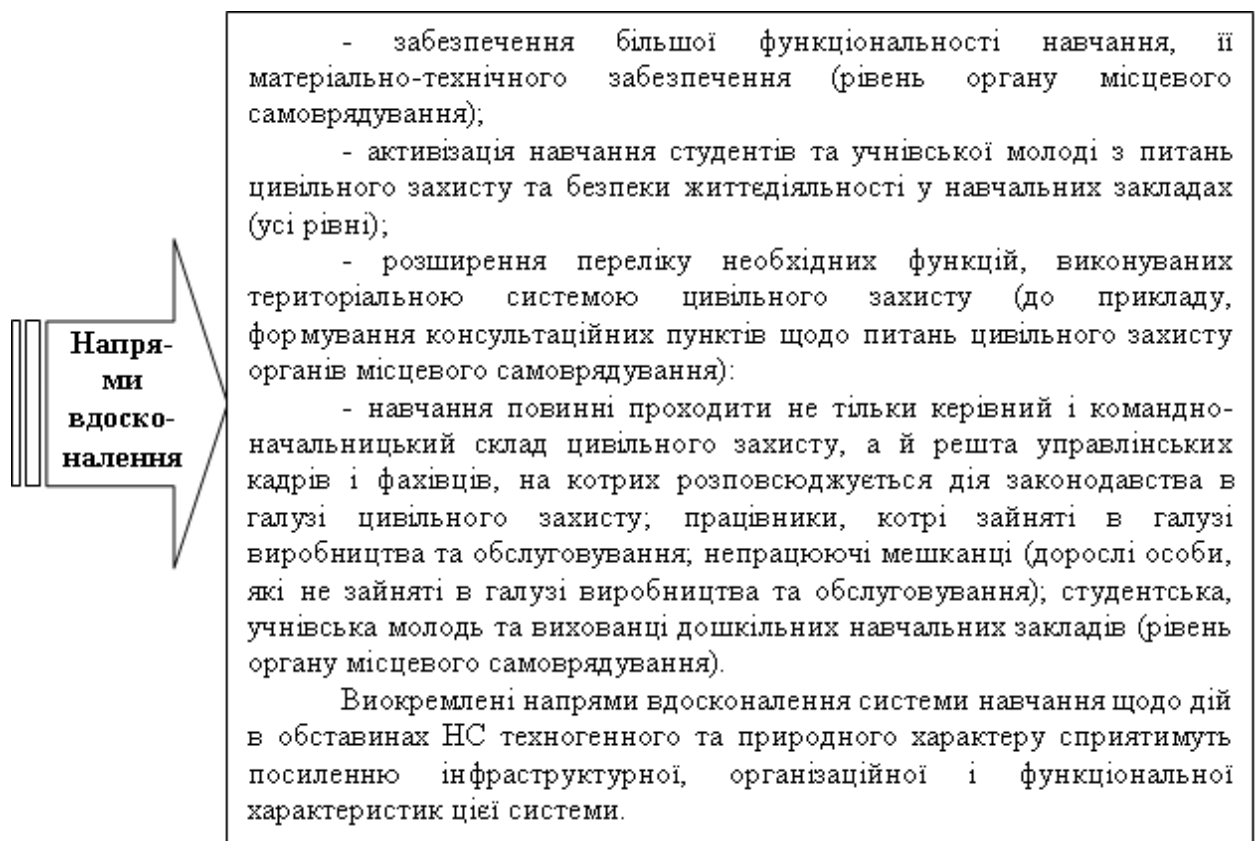 Напря-
ми
вдоско-
налення
- забезпечення більшої функціональності навчання, її
матеріально-технічного забезпечення (рівень органу місцевого
самоврядування);
- активізація навчання студентів та учнівської молоді з питань
цивільного захисту та безпеки життєдіяльності у навчальних закладах
(усі рівні);
- розширення переліку необхідних функцій, виконуваних
територіальною системою цивільного захисту (до прикладу,
формування консультаційних пунктів щодо питань цивільного захисту
органів місцевого самоврядування):
- навчання повинні проходити не тільки керівний і командно-
начальницький склад цивільного захисту, а й решта управлінських
кадрів і фахівців, на котрих розповсюджується дія законодавства в
галузі цивільного захисту; працівники, котрі зайняті в галузі
виробництва та обслуговування; непрацюючі мешканці (дорослі особи,
які не зайняті в галузі виробництва та обслуговування); студентська,
учнівська молодь та вихованці дошкільних навчальних закладів (рівень
органу місцевого самоврядування).
Виокремлені напрями вдосконалення системи навчання щодо дій
в обставинах НС техногенного та природного характеру сприятимуть
посиленню інфраструктурної, організаційної і функціональної
характеристик цієї системи.